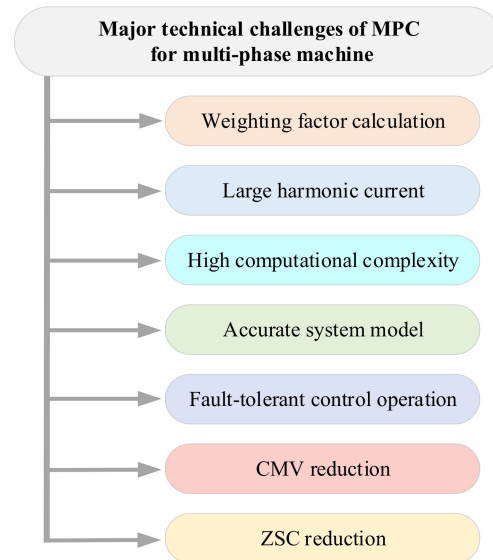 Major technical challenges of MPC
for multi-phase machine
Weighting factor calculation
Large harmonic current
High computational complexity
Accurate system model
Fault-tolerant control operation
CMV reduction
ZSC reduction